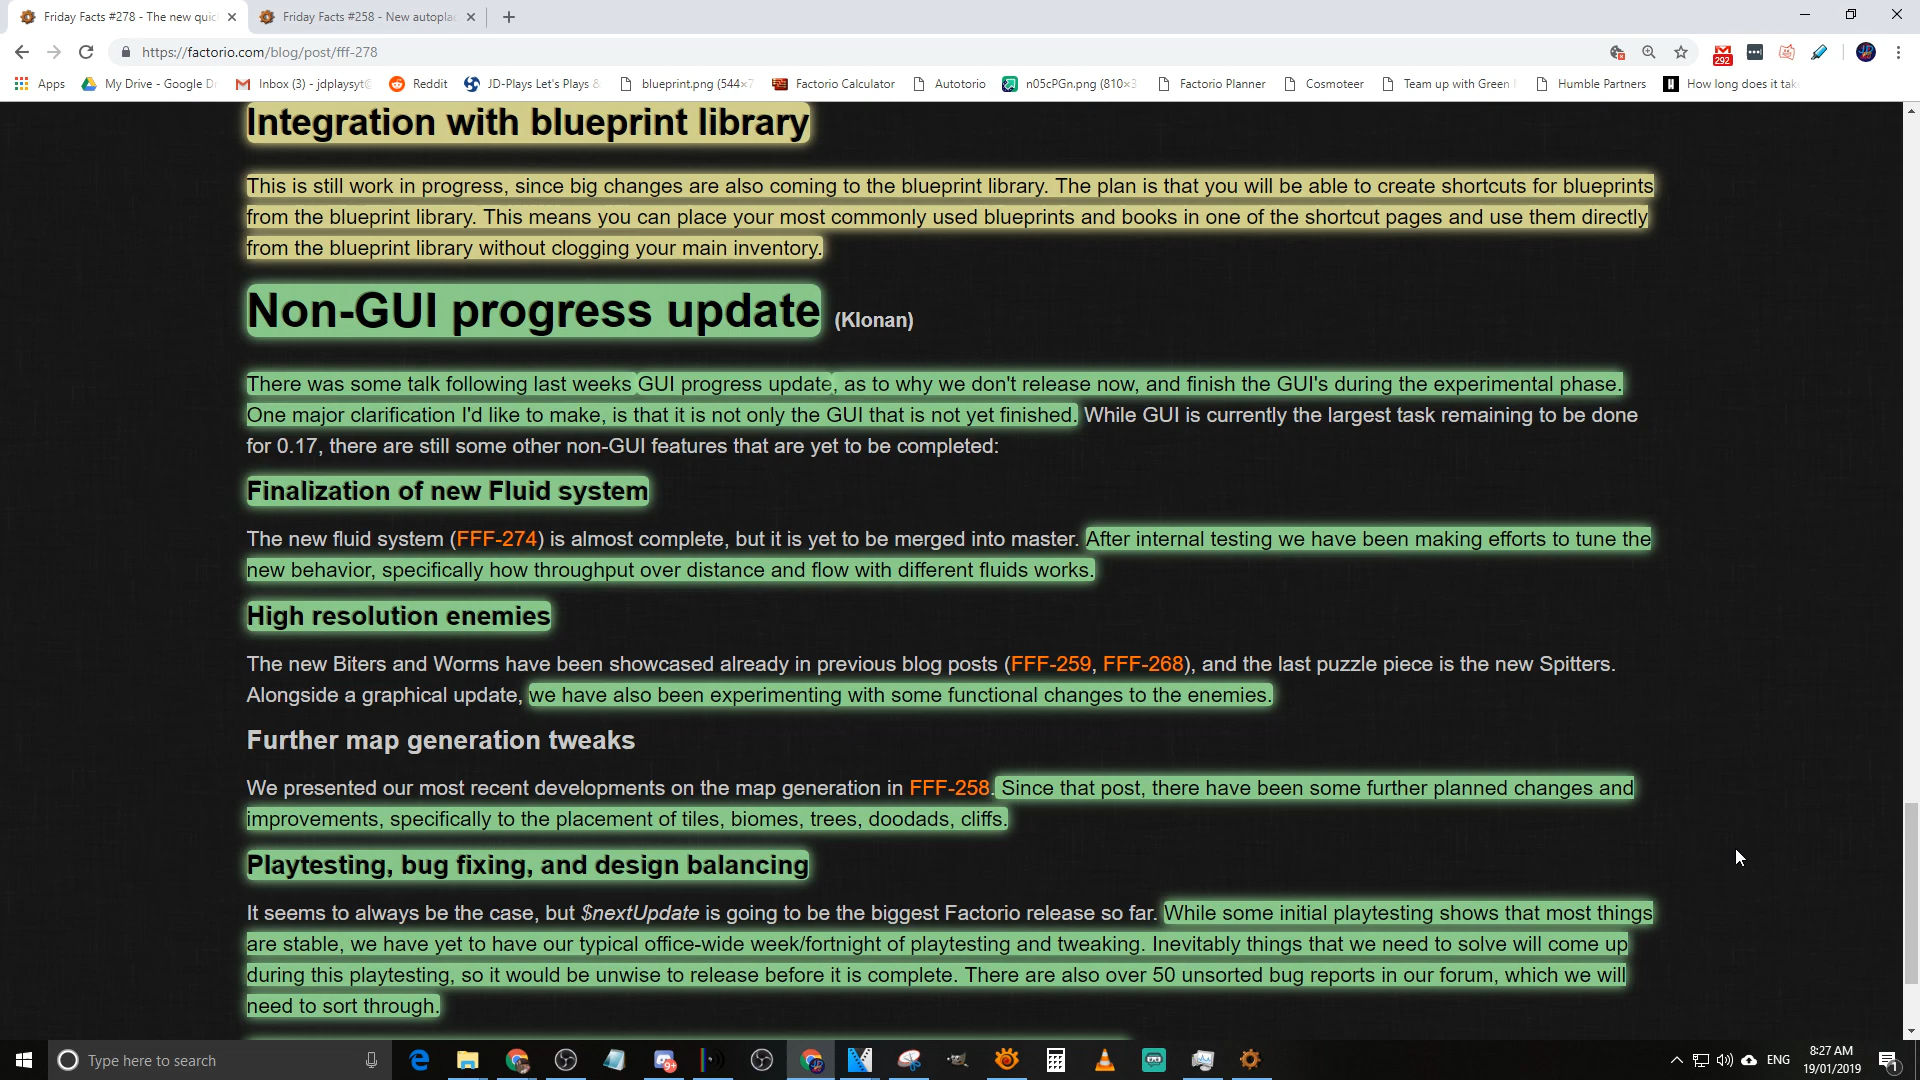 Friday Facts #278 - The new quic
Friday Facts #258 - New autopla
https://factorio.com/blog/post/fff-278
292
Apps
My Drive - Google D
Inbox (3) - jdplaysyt@
Reddit
JD-Plays Let's Plays &
blueprint.png (544×7
Factorio Calculator
Autotorio
n05cPGn.png (810×3
Factorio Planner
Cosmoteer
Team up with Green
Humble Partners
How long does it tak
Integration with blueprint library
This is still work in progress, since big changes are also coming to the blueprint library. The plan is that you will be able to create shortcuts for blueprints
from the blueprint library. This means you can place your most commonly used blueprints and books in one of the shortcut pages and use them directly
from the blueprint library without clogging your main inventory.
Non-GUI progress update (Klonan)
There was some talk following last weeks GUI progress update, as to why we don't release now, and finish the GUI's during the experimental phase.
One major clarification I'd like to make, is that it is not only the GUI that is not yet finished. While GUI is currently the largest task remaining to be done
for 0.17, there are still some other non-GUI features that are yet to be completed:
Finalization of new Fluid system
The new fluid system (FFF-274) is almost complete, but it is yet to be merged into master. After internal testing we have been making efforts to tune the
new behavior, specifically how throughput over distance and flow with different fluids works.
High resolution enemies
The new Biters and Worms have been showcased already in previous blog posts (FFF-259, FFF-268), and the last puzzle piece is the new Spitters.
Alongside a graphical update, we have also been experimenting with some functional changes to the enemies.
Further map generation tweaks
We presented our most recent developments on the map generation in FFF-258. Since that post, there have been some further planned changes and
improvements, specifically to the placement of tiles, biomes, trees, doodads, cliffs.
Playtesting, bug fixing, and design balancing
It seems to always be the case, but $nextUpdate is going to be the biggest Factorio release so far. While some initial playtesting shows that most things
are stable, we have yet to have our typical office-wide week/fortnight of playtesting and tweaking. Inevitably things that we need to solve will come up
during this playtesting, so it would be unwise to release before it is complete. There are also over 50 unsorted bug reports in our forum, which we will
need to sort through.
Type here to search
ENG
8:27 AM
19/01/2019
1